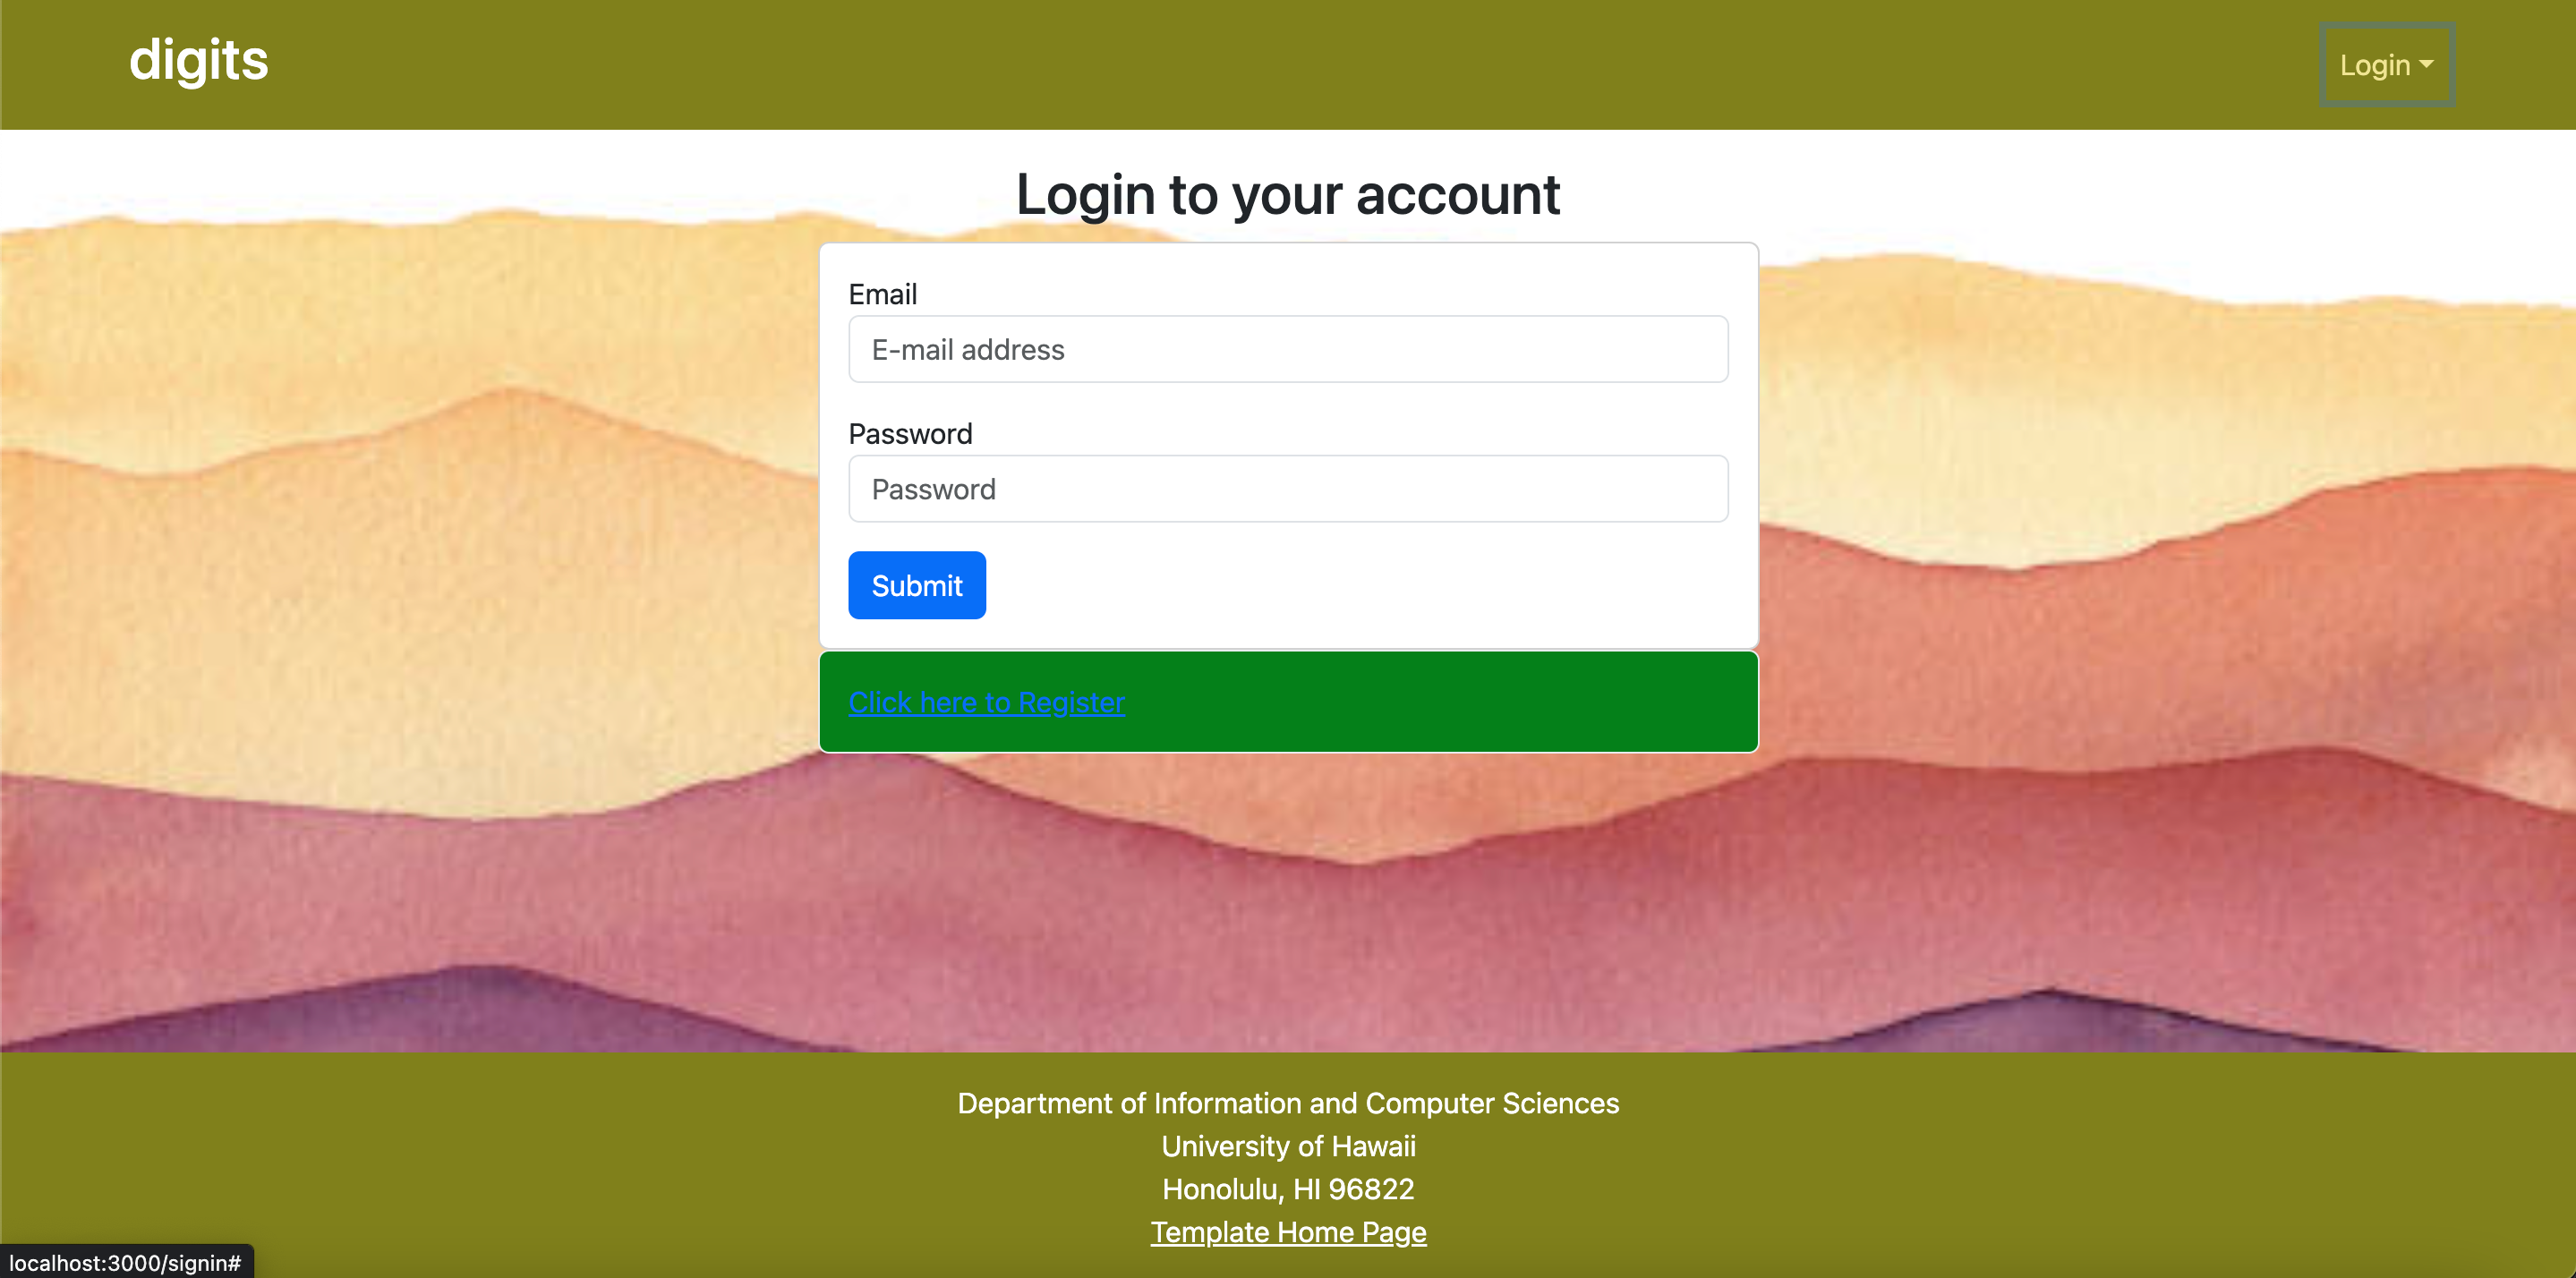 digits
Login
Login to your account
Email
E-mail address
Password
Password
Submit
Click here to Register
Department of Information and Computer Sciences
University of Hawaii
Honolulu, HI 96822
Template Home Page
localhost:3000/signin#